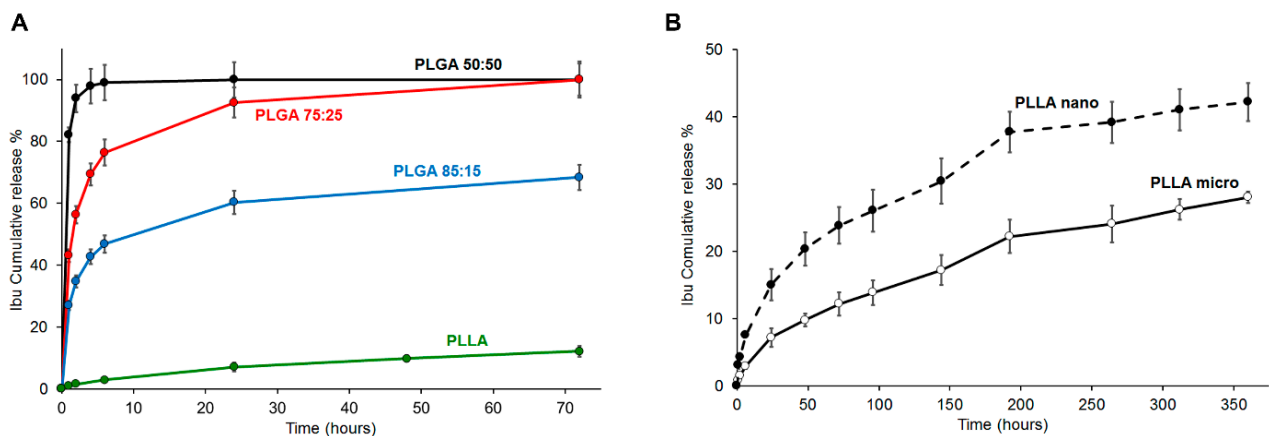 A
Ibu Cumulative release %
100
80
60
40
20
0
PLGA 50:50
PLGA 75:25
PLGA 85:15
PLLA
0 10 20 30 40 50 60 70
Time (hours)
B
Ibu Comulative release %
50
40
30
20
10
0
PLLA nano
PLLA micro
0 50 100 150 200 250 300 350
Time (hours)